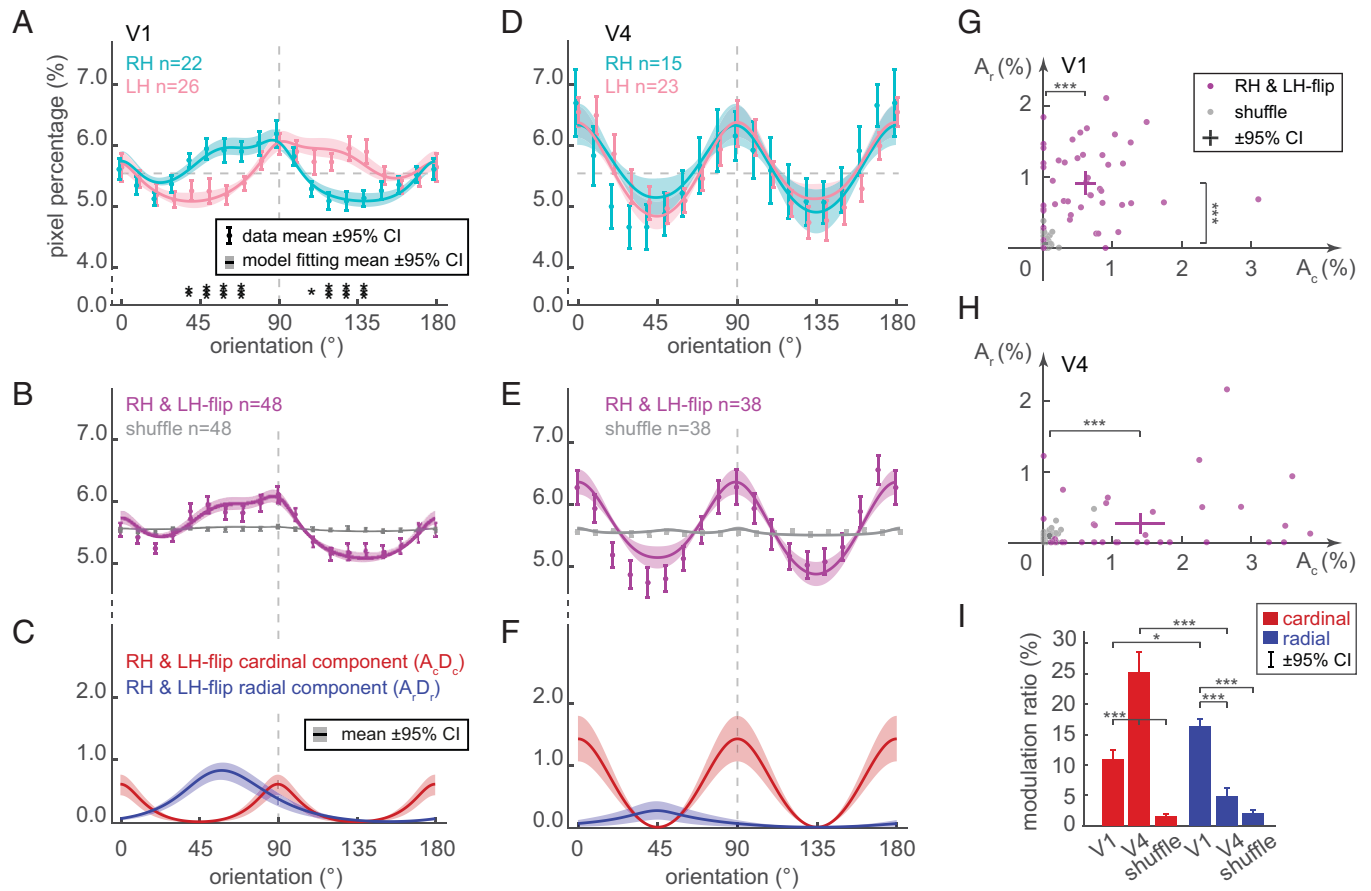 A
V1
RH n=22
LH n=26
pixel percentage (%)
7.0
6.0
5.0
4.0
0.0
data mean ±95% CI
model fitting mean ±95% CI
** *** *** *** * *** *** ***
0 45 90 135 180
orientation (°)
B
RH & LH-flip n=48
shuffle n=48
7.0
6.0
5.0
C
RH & LH-flip cardinal component (AcDc)
RH & LH-flip radial component (ArDr)
mean ±95% CI
2.0
1.0
0.0
0 45 90 135 180
orientation (°)
D
V4
RH n=15
LH n=23
7.0
6.0
5.0
4.0
0.0
0 45 90 135 180
orientation (°)
E
RH & LH-flip n=38
shuffle n=38
7.0
6.0
5.0
F
2.0
1.0
0.0
0 45 90 135 180
orientation (°)
G
Ar (%)
V1
RH & LH-flip
shuffle
±95% CI
***
***
2
1
0 1 2 3
Ac (%)
H
Ar (%)
V4
***
2
1
0 1 2 3
Ac (%)
I
cardinal
radial
±95% CI
modulation ratio (%)
30
25
20
15
10
5
0
***
*
***
***
***
V1 V4 shuffle V1 V4 shuffle